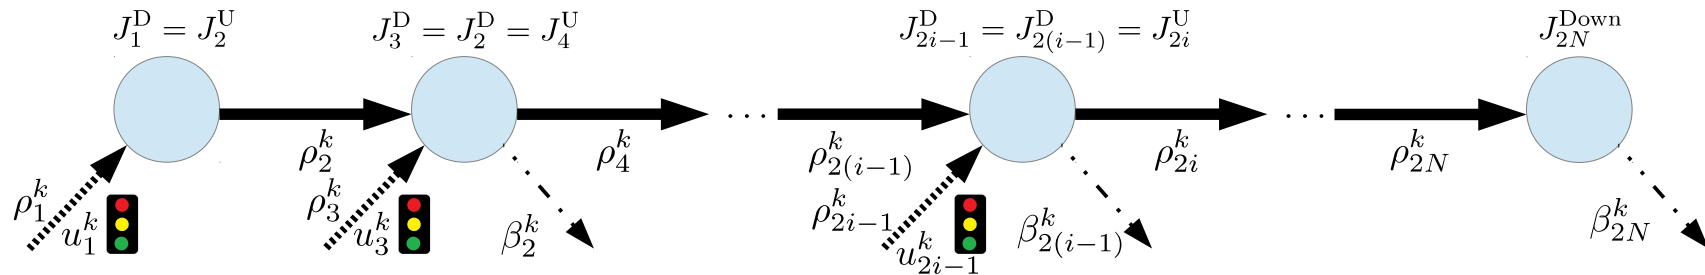 J_1^D = J_2^U
J_3^D = J_2^D = J_4^U
J_{2i-1}^D = J_{2(i-1)}^D = J_{2i}^U
J_{2N}^{Down}
...
...
ρ_2^k
ρ_4^k
ρ_{2(i-1)}^k
ρ_{2i}^k
ρ_{2N}^k
ρ_1^k
ρ_3^k
ρ_{2i-1}^k
u_1^k
u_3^k
β_2^k
u_{2i-1}^k
β_{2(i-1)}^k
β_{2N}^k